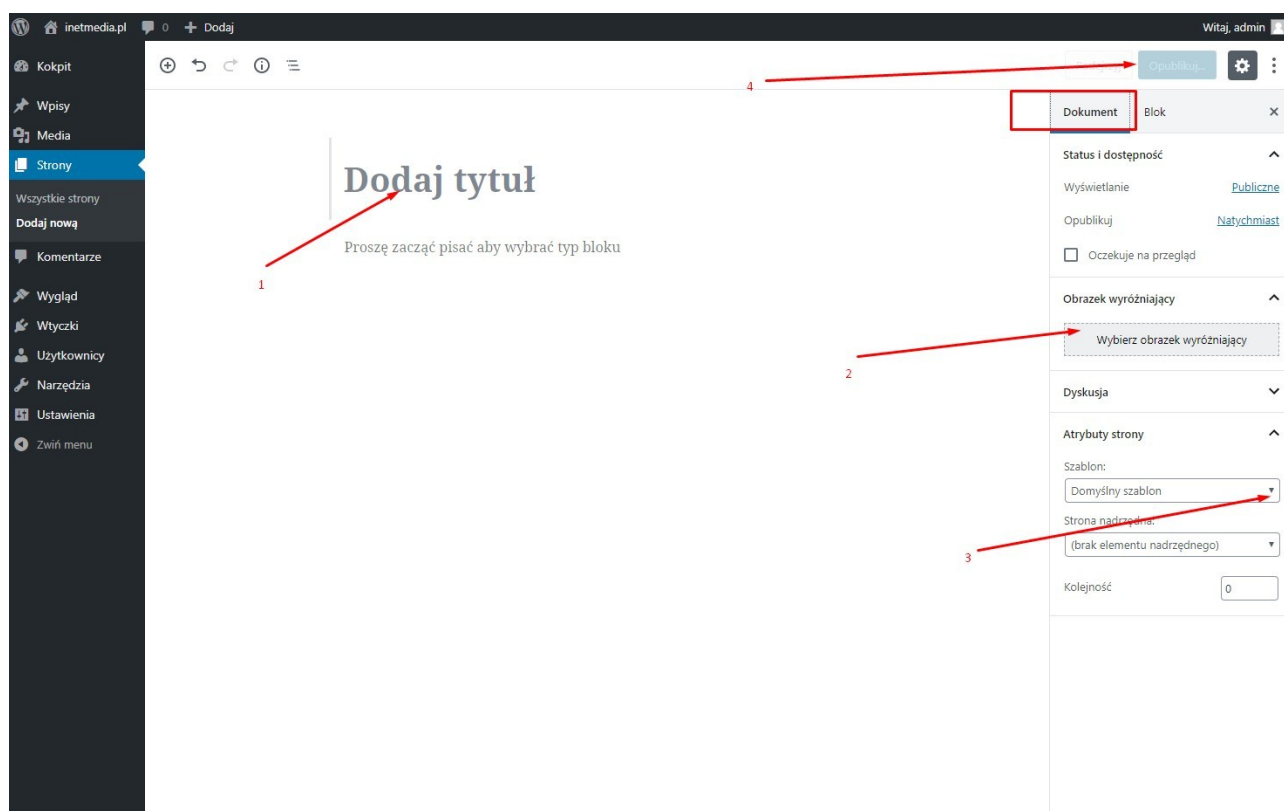 inetmedia.pl 0 Dodaj Witaj, admin
Kokpit
Wpisy
Media
Strony
Wszystkie strony
Dodaj nową
Komentarze
Wygląd
Wtyczki
Użytkownicy
Narzędzia
Ustawienia
Zwiń menu
Opublikuj...
4
Dodaj tytuł
Proszę zacząć pisać aby wybrać typ bloku
1
2
3
Dokument Blok
Status i dostępność
Wyświetlanie Publiczne
Opublikuj Natychmiast
Oczekuje na przegląd
Obrazek wyróżniający
Wybierz obrazek wyróżniający
Dyskusja
Atrybuty strony
Szablon:
Domyślny szablon
Strona nadrzędna:
(brak elementu nadrzędnego)
Kolejność 0